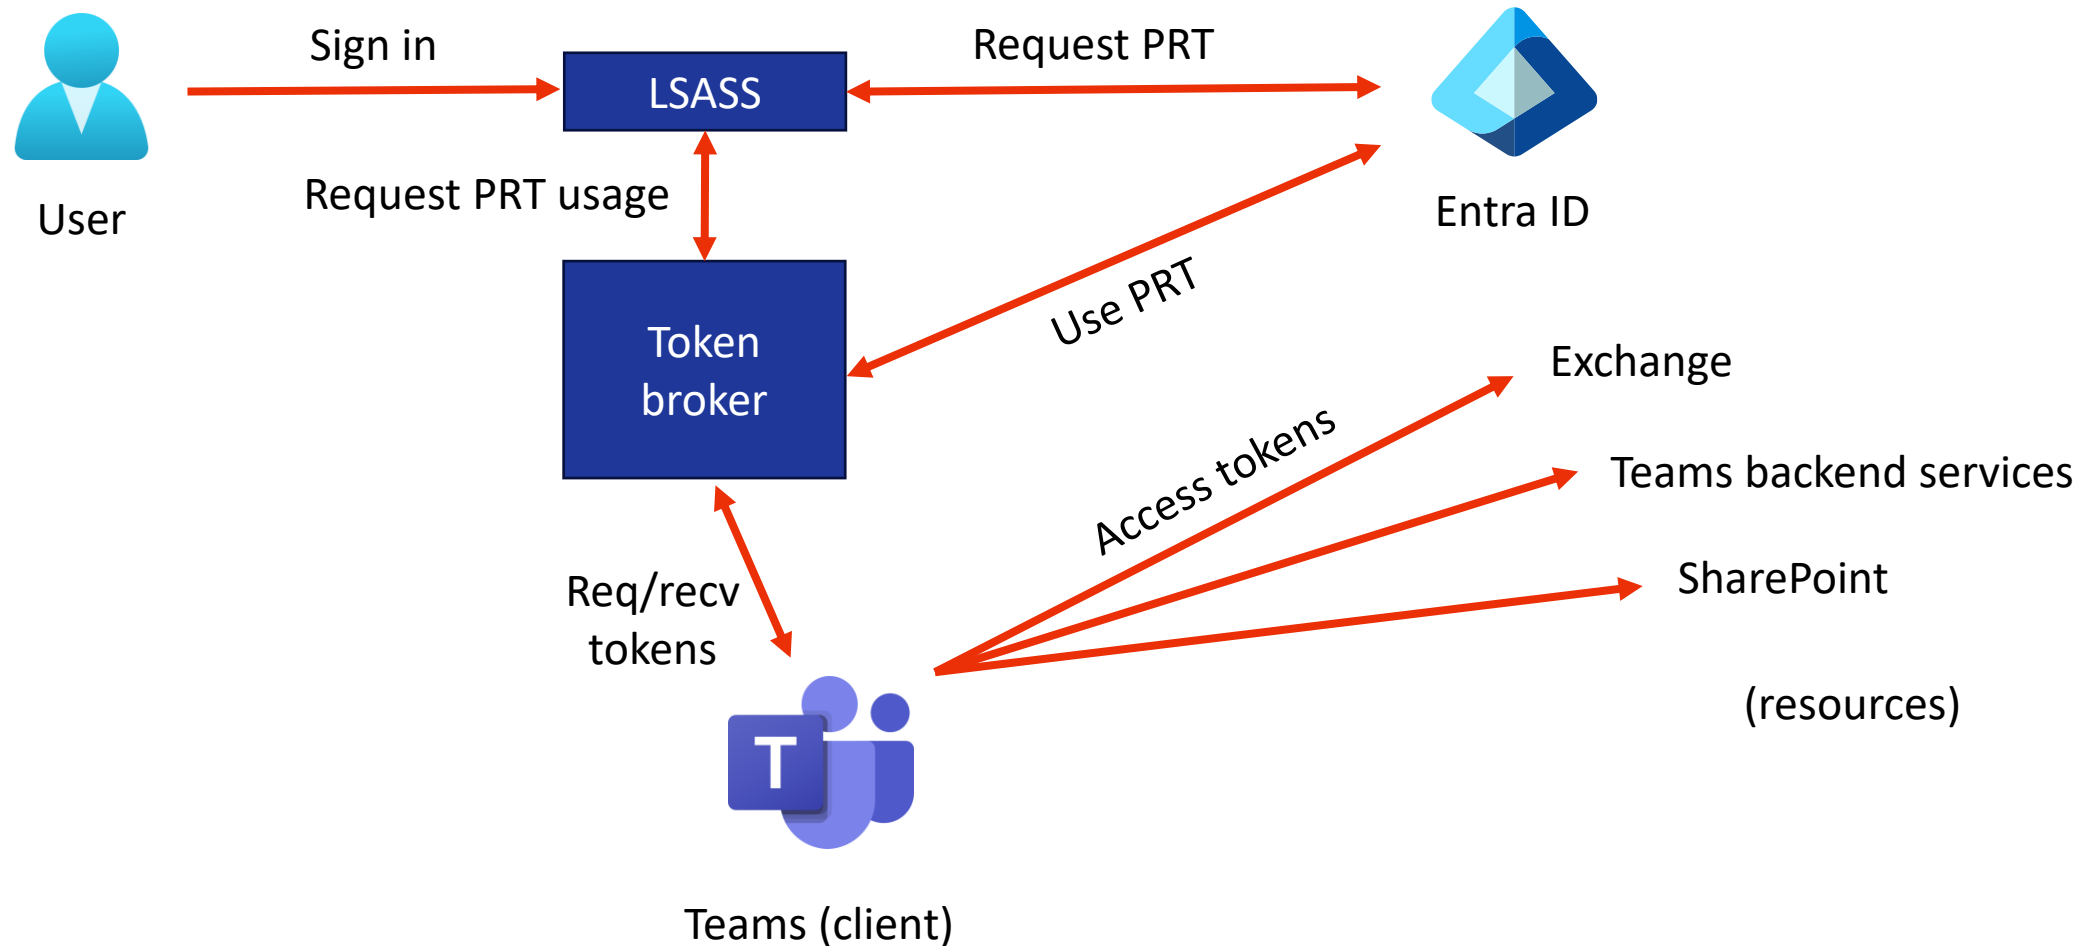 Sign in
Request PRT
LSASS
Request PRT usage
User
Entra ID
Use PRT
Token
broker
Exchange
Access tokens
Teams backend services
SharePoint
Req/recv
tokens
(resources)
T
Teams (client)